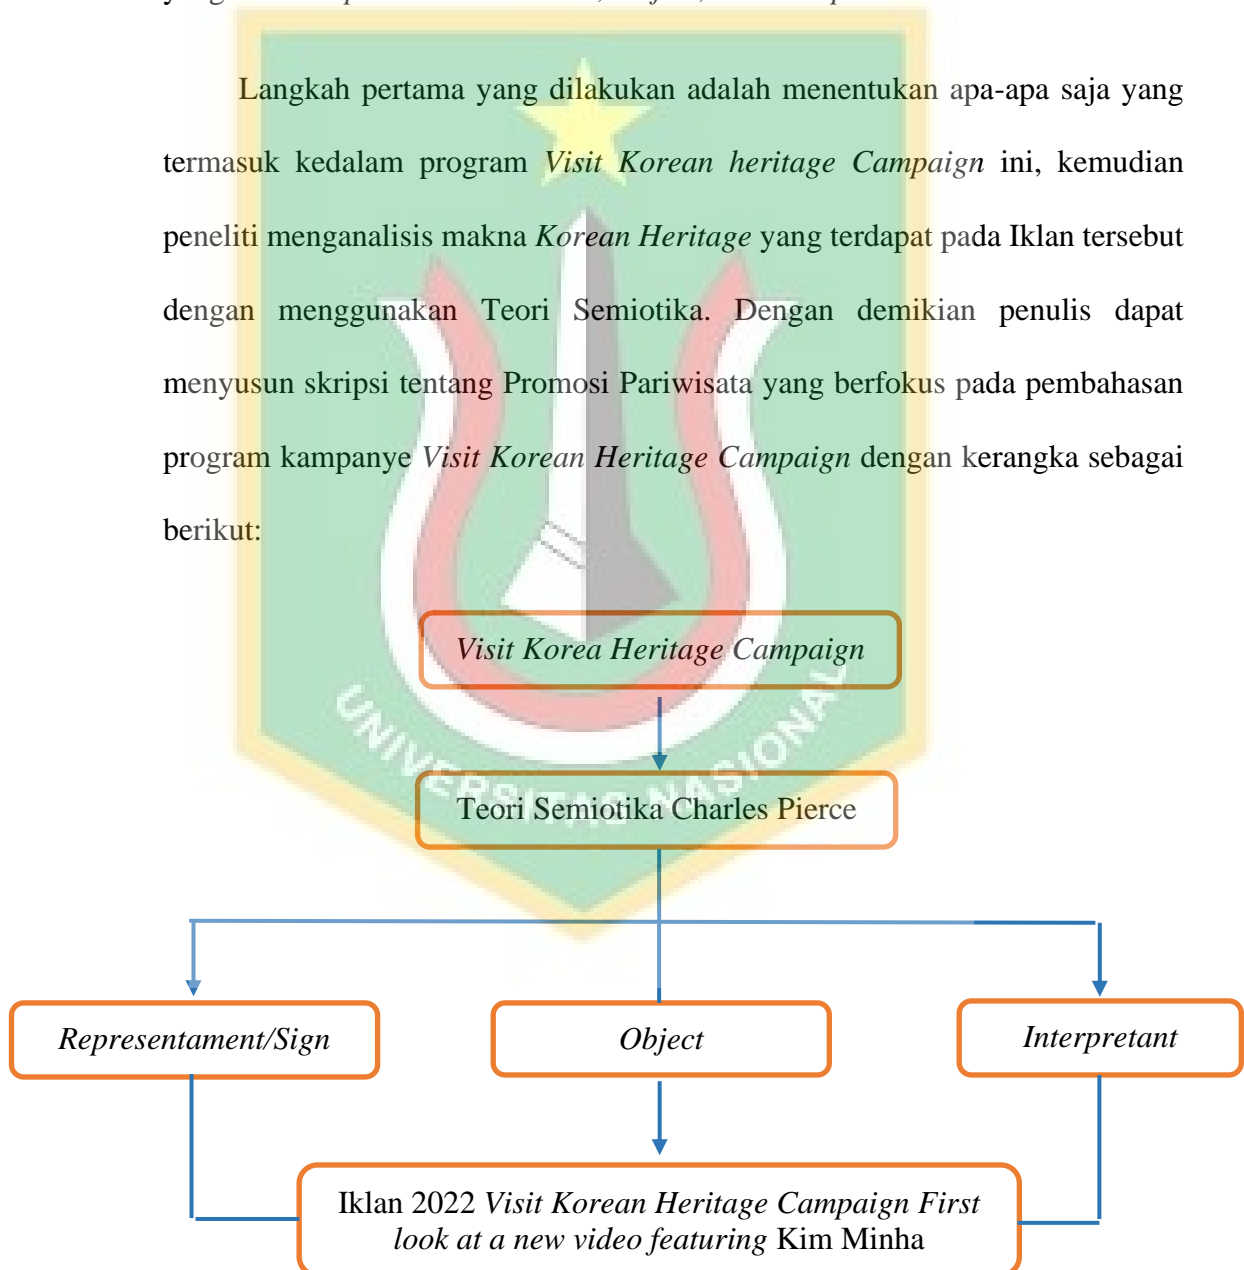 Langkah pertama yang dilakukan adalah menentukan apa-apa saja yang
termasuk kedalam program Visit Korean heritage Campaign ini, kemudian
peneliti menganalisis makna Korean Heritage yang terdapat pada Iklan tersebut
dengan menggunakan Teori Semiotika. Dengan demikian penulis dapat
menyusun skripsi tentang Promosi Pariwisata yang berfokus pada pembahasan
program kampanye Visit Korean Heritage Campaign dengan kerangka sebagai
berikut:
Visit Korea Heritage Campaign
UNIVERSITAS NASIONAL
Teori Semiotika Charles Pierce
Representament/Sign
Object
Interpretant
Iklan 2022 Visit Korean Heritage Campaign First
look at a new video featuring Kim Minha